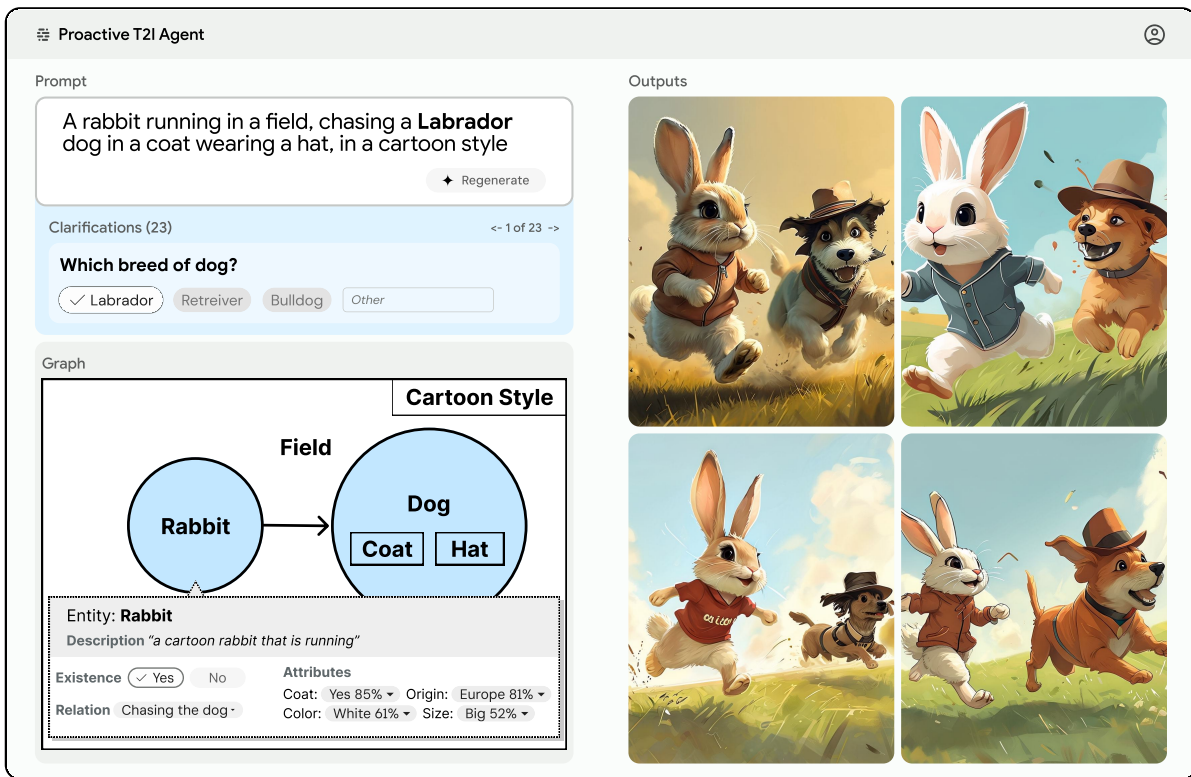 Proactive T2I Agent
Prompt
A rabbit running in a field, chasing a Labrador
dog in a coat wearing a hat, in a cartoon style
Regenerate
Clarifications (23)
<- 1 of 23 ->
Which breed of dog?
Labrador
Retreiver
Bulldog
Other
Graph
Cartoon Style
Field
Rabbit
Dog
Coat
Hat
Entity: Rabbit
Description "a cartoon rabbit that is running"
Existence
Yes
No
Relation
Chasing the dog
Attributes
Coat: Yes 85% Origin: Europe 81%
Color: White 61% Size: Big 52%
Outputs